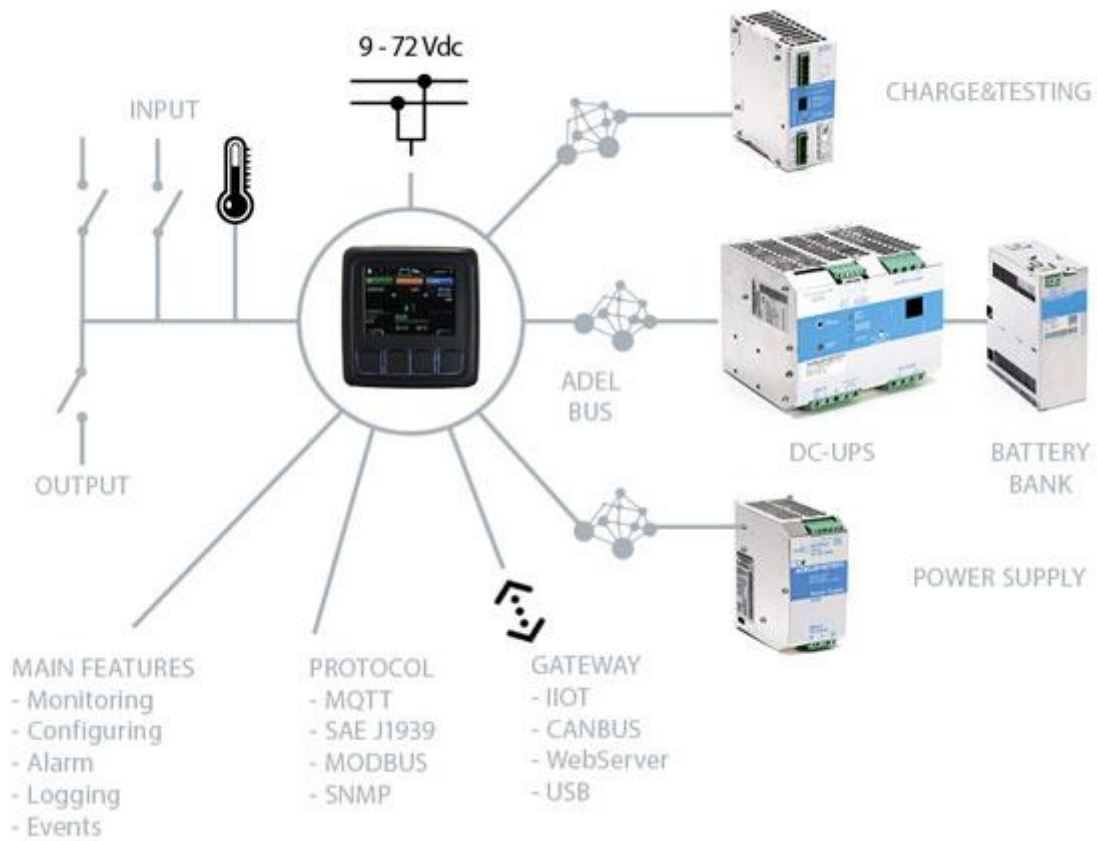 9 - 72 Vdc
INPUT
CHARGE&TESTING
ADEL
BUS
DC-UPS
BATTERY
BANK
OUTPUT
POWER SUPPLY
MAIN FEATURES
- Monitoring
- Configuring
- Alarm
- Logging
- Events
PROTOCOL
- MQTT
- SAE J1939
- MODBUS
- SNMP
GATEWAY
- IIOT
- CANBUS
- WebServer
- USB